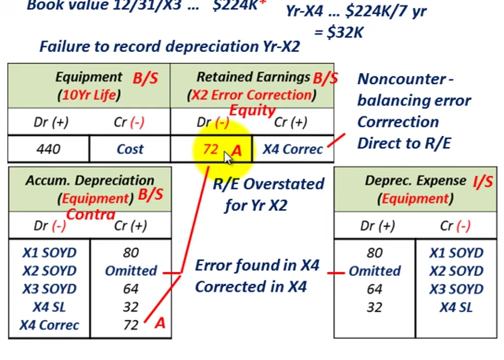 Book value 12/31/X3 ... $224K*
Yr-X4 ... $224K/7 yr
= $32K
Failure to record depreciation Yr-X2
Equipment B/S
(10Yr Life)
Retained Earnings B/S
(X2 Error Correction)
Equity
Dr (+) Cr (-) Dr (-) Cr (+)
440 Cost 72 A X4 Correc
Noncounter -
balancing error
Corrrection
Direct to R/E
Accum. Depreciation
(Equipment) B/S
Contra
Dr (-) Cr (+)
X1 SOYD 80
X2 SOYD Omitted
X3 SOYD 64
X4 SL 32
X4 Correc 72 A
R/E Overstated
for Yr X2
Error found in X4
Corrected in X4
Deprec. Expense I/S
(Equipment)
Dr (+) Cr (-)
80 X1 SOYD
Omitted X2 SOYD
64 X3 SOYD
32 X4 SL